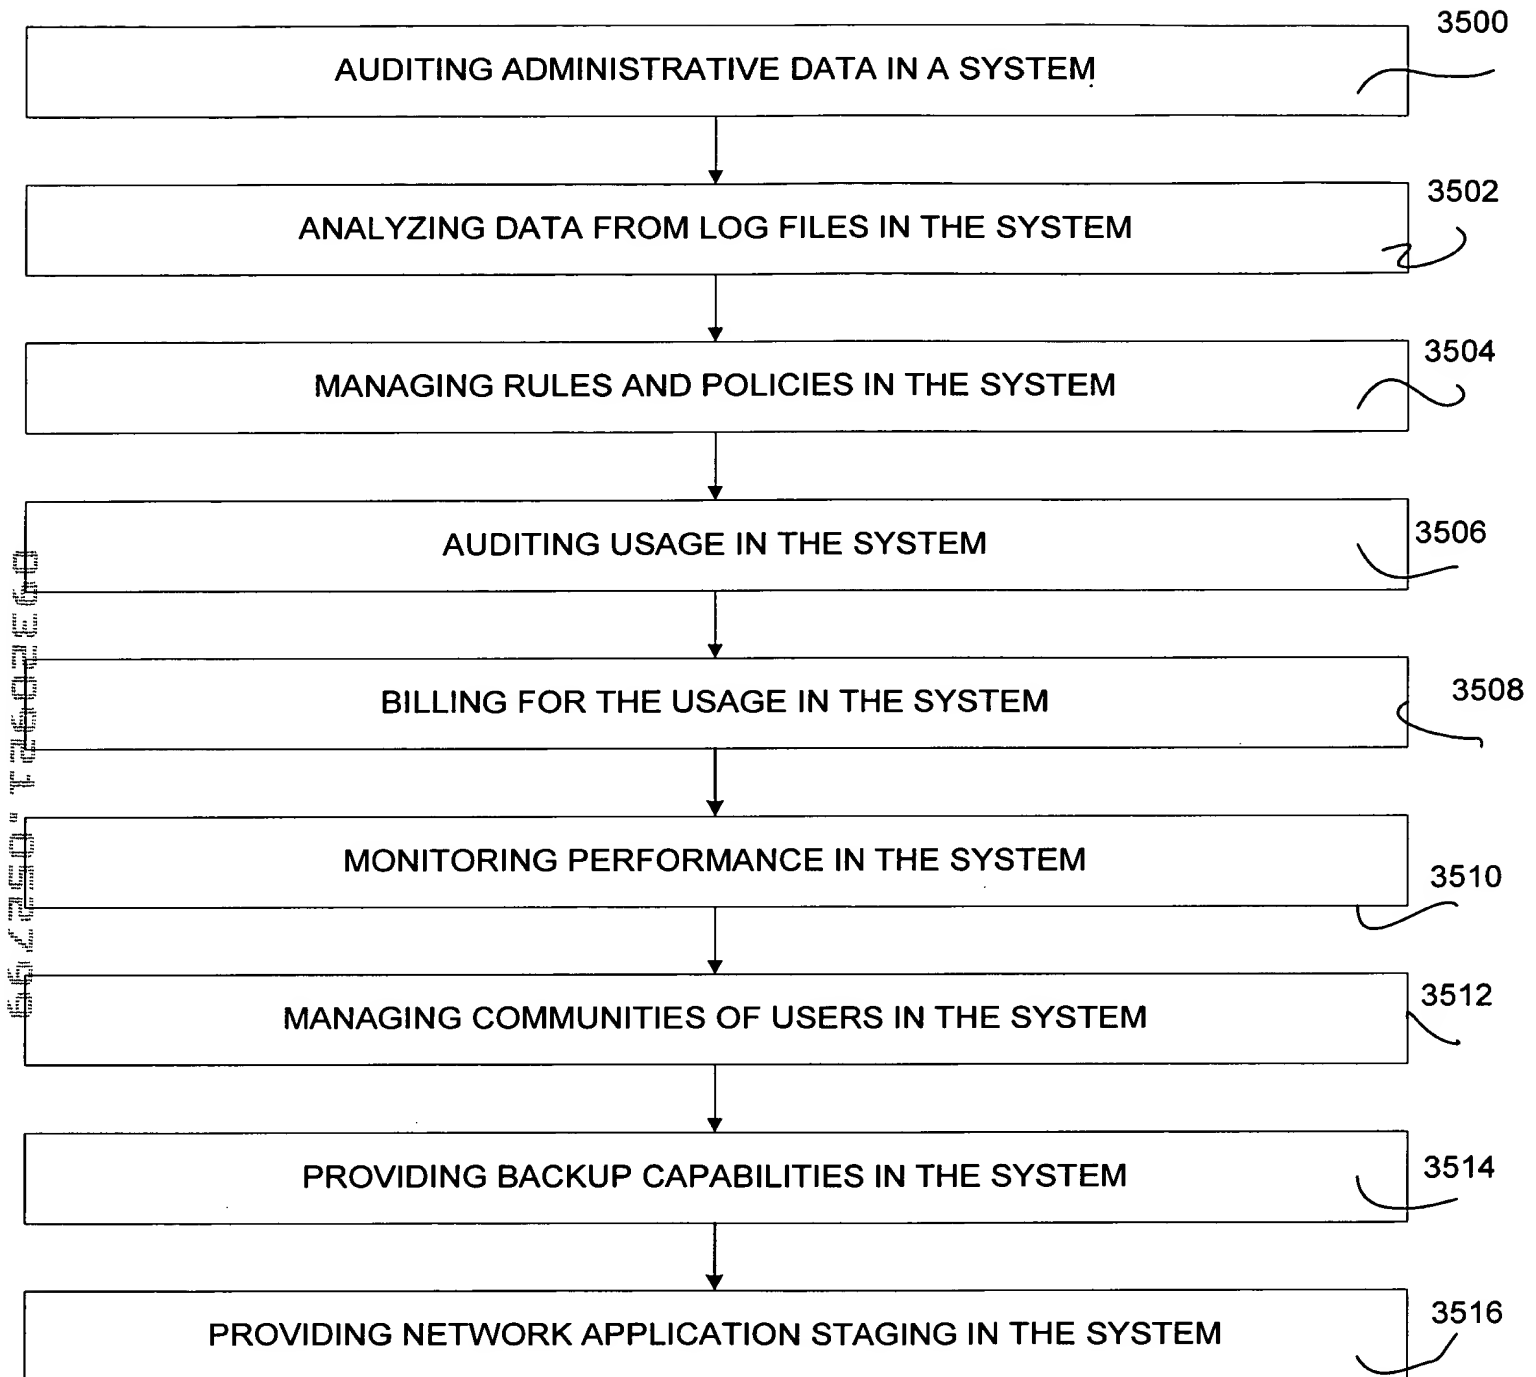 3500
AUDITING ADMINISTRATIVE DATA IN A SYSTEM
3502
ANALYZING DATA FROM LOG FILES IN THE SYSTEM
3504
MANAGING RULES AND POLICIES IN THE SYSTEM
3506
AUDITING USAGE IN THE SYSTEM
3508
BILLING FOR THE USAGE IN THE SYSTEM
3510
MONITORING PERFORMANCE IN THE SYSTEM
3512
MANAGING COMMUNITIES OF USERS IN THE SYSTEM
3514
PROVIDING BACKUP CAPABILITIES IN THE SYSTEM
3516
PROVIDING NETWORK APPLICATION STAGING IN THE SYSTEM